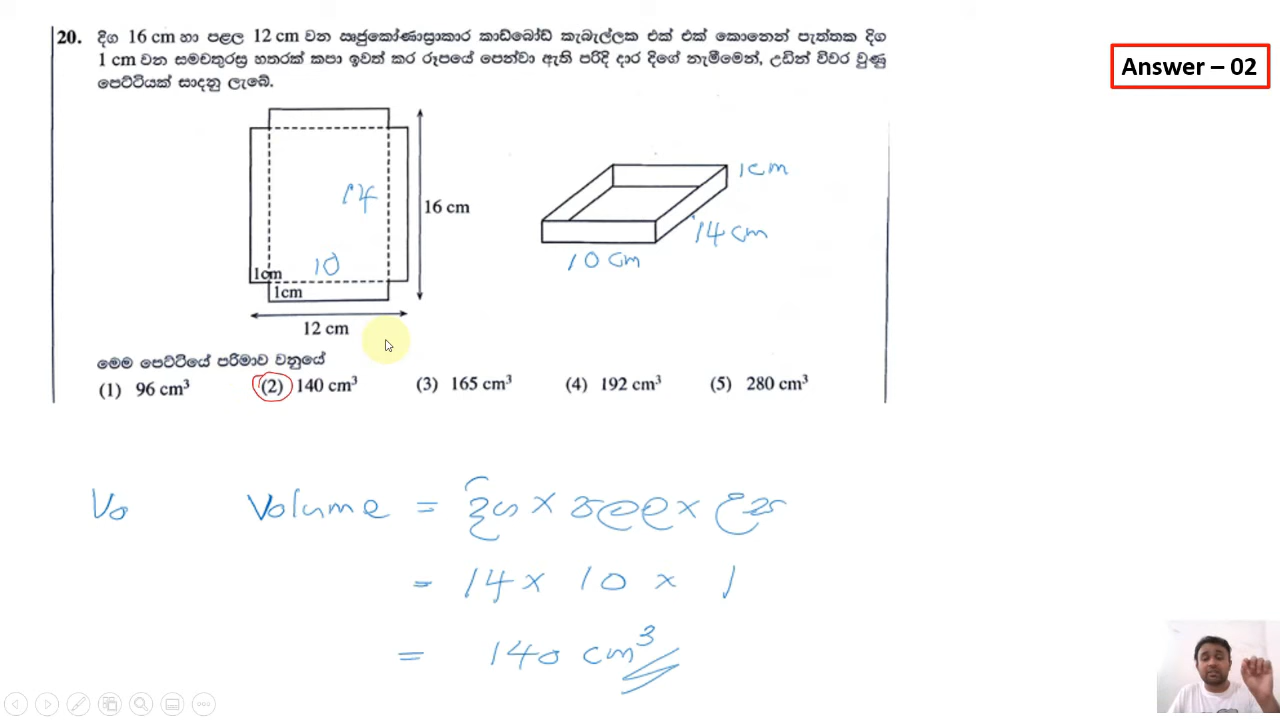 20. දිග 16 cm හා පළල 12 cm වන ඍජුකෝණාස්‍රාකාර කාඩ්බෝඩ් කැබැල්ලක එක් එක් කොනෙන් පැත්තක දිග
1 cm වන සමචතුරස්‍ර හතරක් කපා ඉවත් කර රූපයේ පෙන්වා ඇති පරිදි දාර දිගේ නැමීමෙන්, උඩින් විවර වුණු
පෙට්ටියක් සාදනු ලැබේ.
Answer – 02
14
16 cm
10
1cm
1cm
12 cm
1cm
14 cm
10 cm
මෙම පෙට්ටියේ පරිමාව වනුයේ
(1) 96 cm³ (2) 140 cm³ (3) 165 cm³ (4) 192 cm³ (5) 280 cm³
Vo Volume = දිග × පලල × උස
= 14 × 10 × 1
= 140 cm³